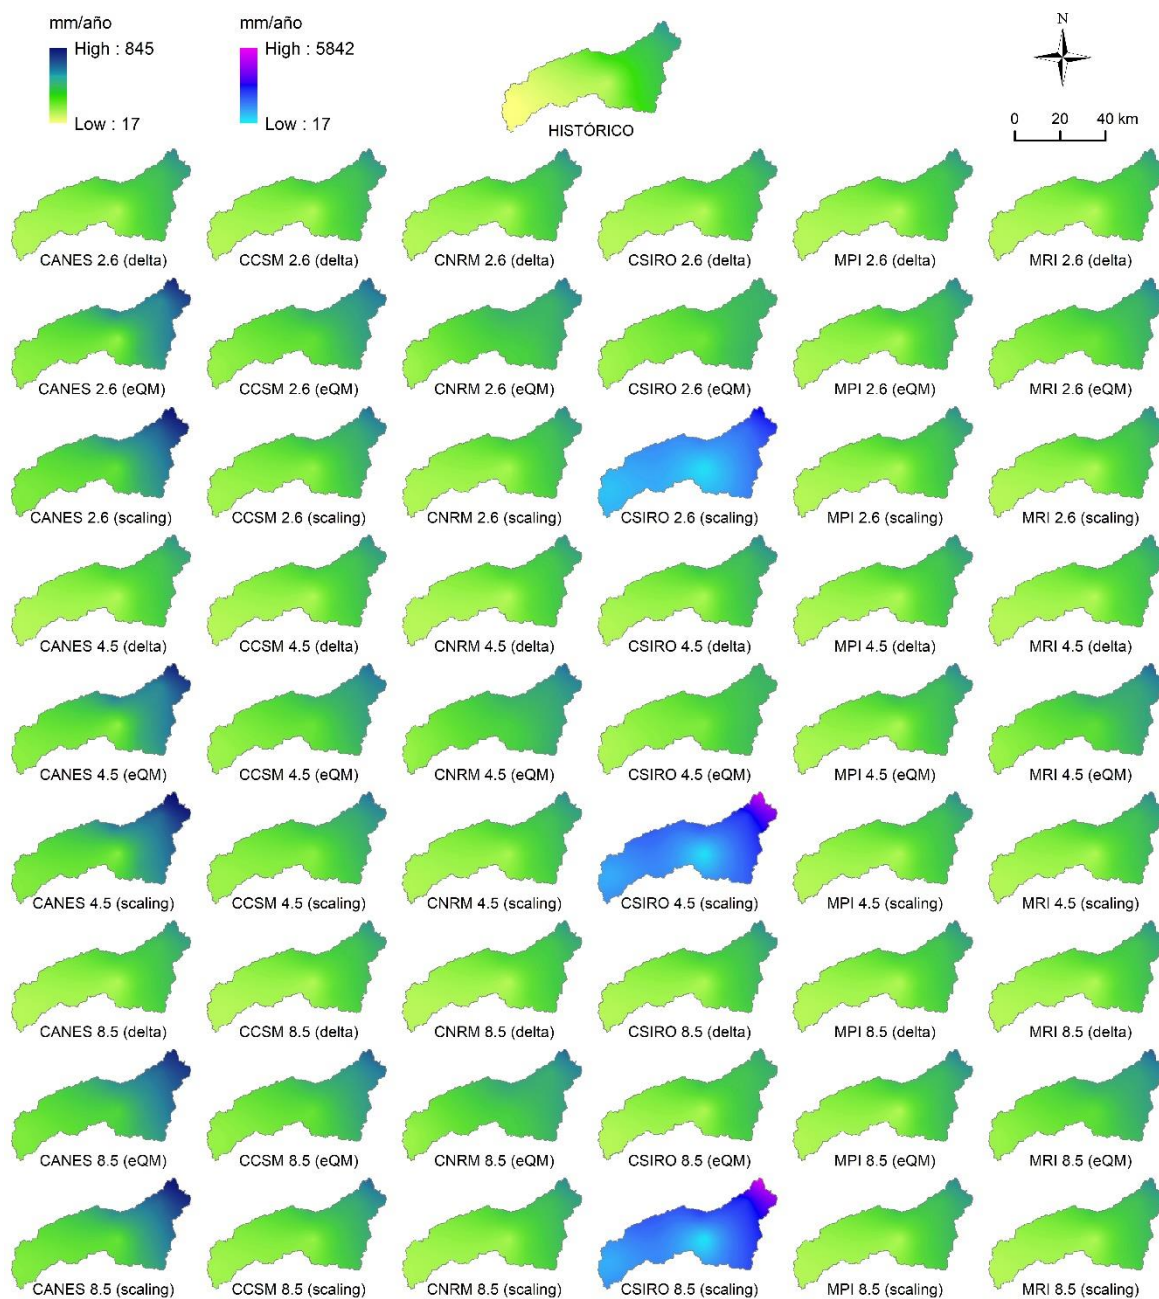 mm/año
High : 845
Low : 17
mm/año
High : 5842
Low : 17
HISTÓRICO
N
0 20 40 km
CANES 2.6 (delta) CCSM 2.6 (delta) CNRM 2.6 (delta) CSIRO 2.6 (delta) MPI 2.6 (delta) MRI 2.6 (delta)
CANES 2.6 (eQM) CCSM 2.6 (eQM) CNRM 2.6 (eQM) CSIRO 2.6 (eQM) MPI 2.6 (eQM) MRI 2.6 (eQM)
CANES 2.6 (scaling) CCSM 2.6 (scaling) CNRM 2.6 (scaling) CSIRO 2.6 (scaling) MPI 2.6 (scaling) MRI 2.6 (scaling)
CANES 4.5 (delta) CCSM 4.5 (delta) CNRM 4.5 (delta) CSIRO 4.5 (delta) MPI 4.5 (delta) MRI 4.5 (delta)
CANES 4.5 (eQM) CCSM 4.5 (eQM) CNRM 4.5 (eQM) CSIRO 4.5 (eQM) MPI 4.5 (eQM) MRI 4.5 (eQM)
CANES 4.5 (scaling) CCSM 4.5 (scaling) CNRM 4.5 (scaling) CSIRO 4.5 (scaling) MPI 4.5 (scaling) MRI 4.5 (scaling)
CANES 8.5 (delta) CCSM 8.5 (delta) CNRM 8.5 (delta) CSIRO 8.5 (delta) MPI 8.5 (delta) MRI 8.5 (delta)
CANES 8.5 (eQM) CCSM 8.5 (eQM) CNRM 8.5 (eQM) CSIRO 8.5 (eQM) MPI 8.5 (eQM) MRI 8.5 (eQM)
CANES 8.5 (scaling) CCSM 8.5 (scaling) CNRM 8.5 (scaling) CSIRO 8.5 (scaling) MPI 8.5 (scaling) MRI 8.5 (scaling)